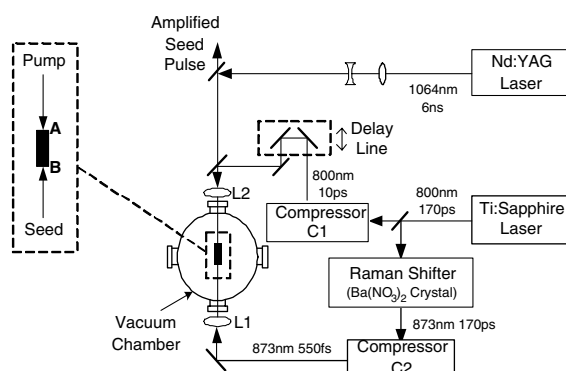 Amplified
Seed
Pulse
Pump
A
B
Seed
Nd:YAG
Laser
1064nm
6ns
Delay
Line
800nm
10ps
L2
Compressor
C1
800nm
170ps
Ti:Sapphire
Laser
Raman Shifter
(Ba(NO3)2 Crystal)
Vacuum
Chamber
L1
873nm 170ps
873nm 550fs
Compressor
C2